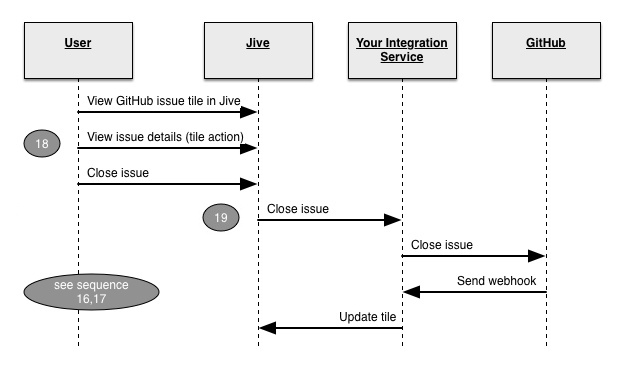 User
Jive
Your Integration
Service
GitHub
View GitHub issue tile in Jive
18
View issue details (tile action)
Close issue
19
Close issue
Close issue
see sequence
16,17
Send webhook
Update tile